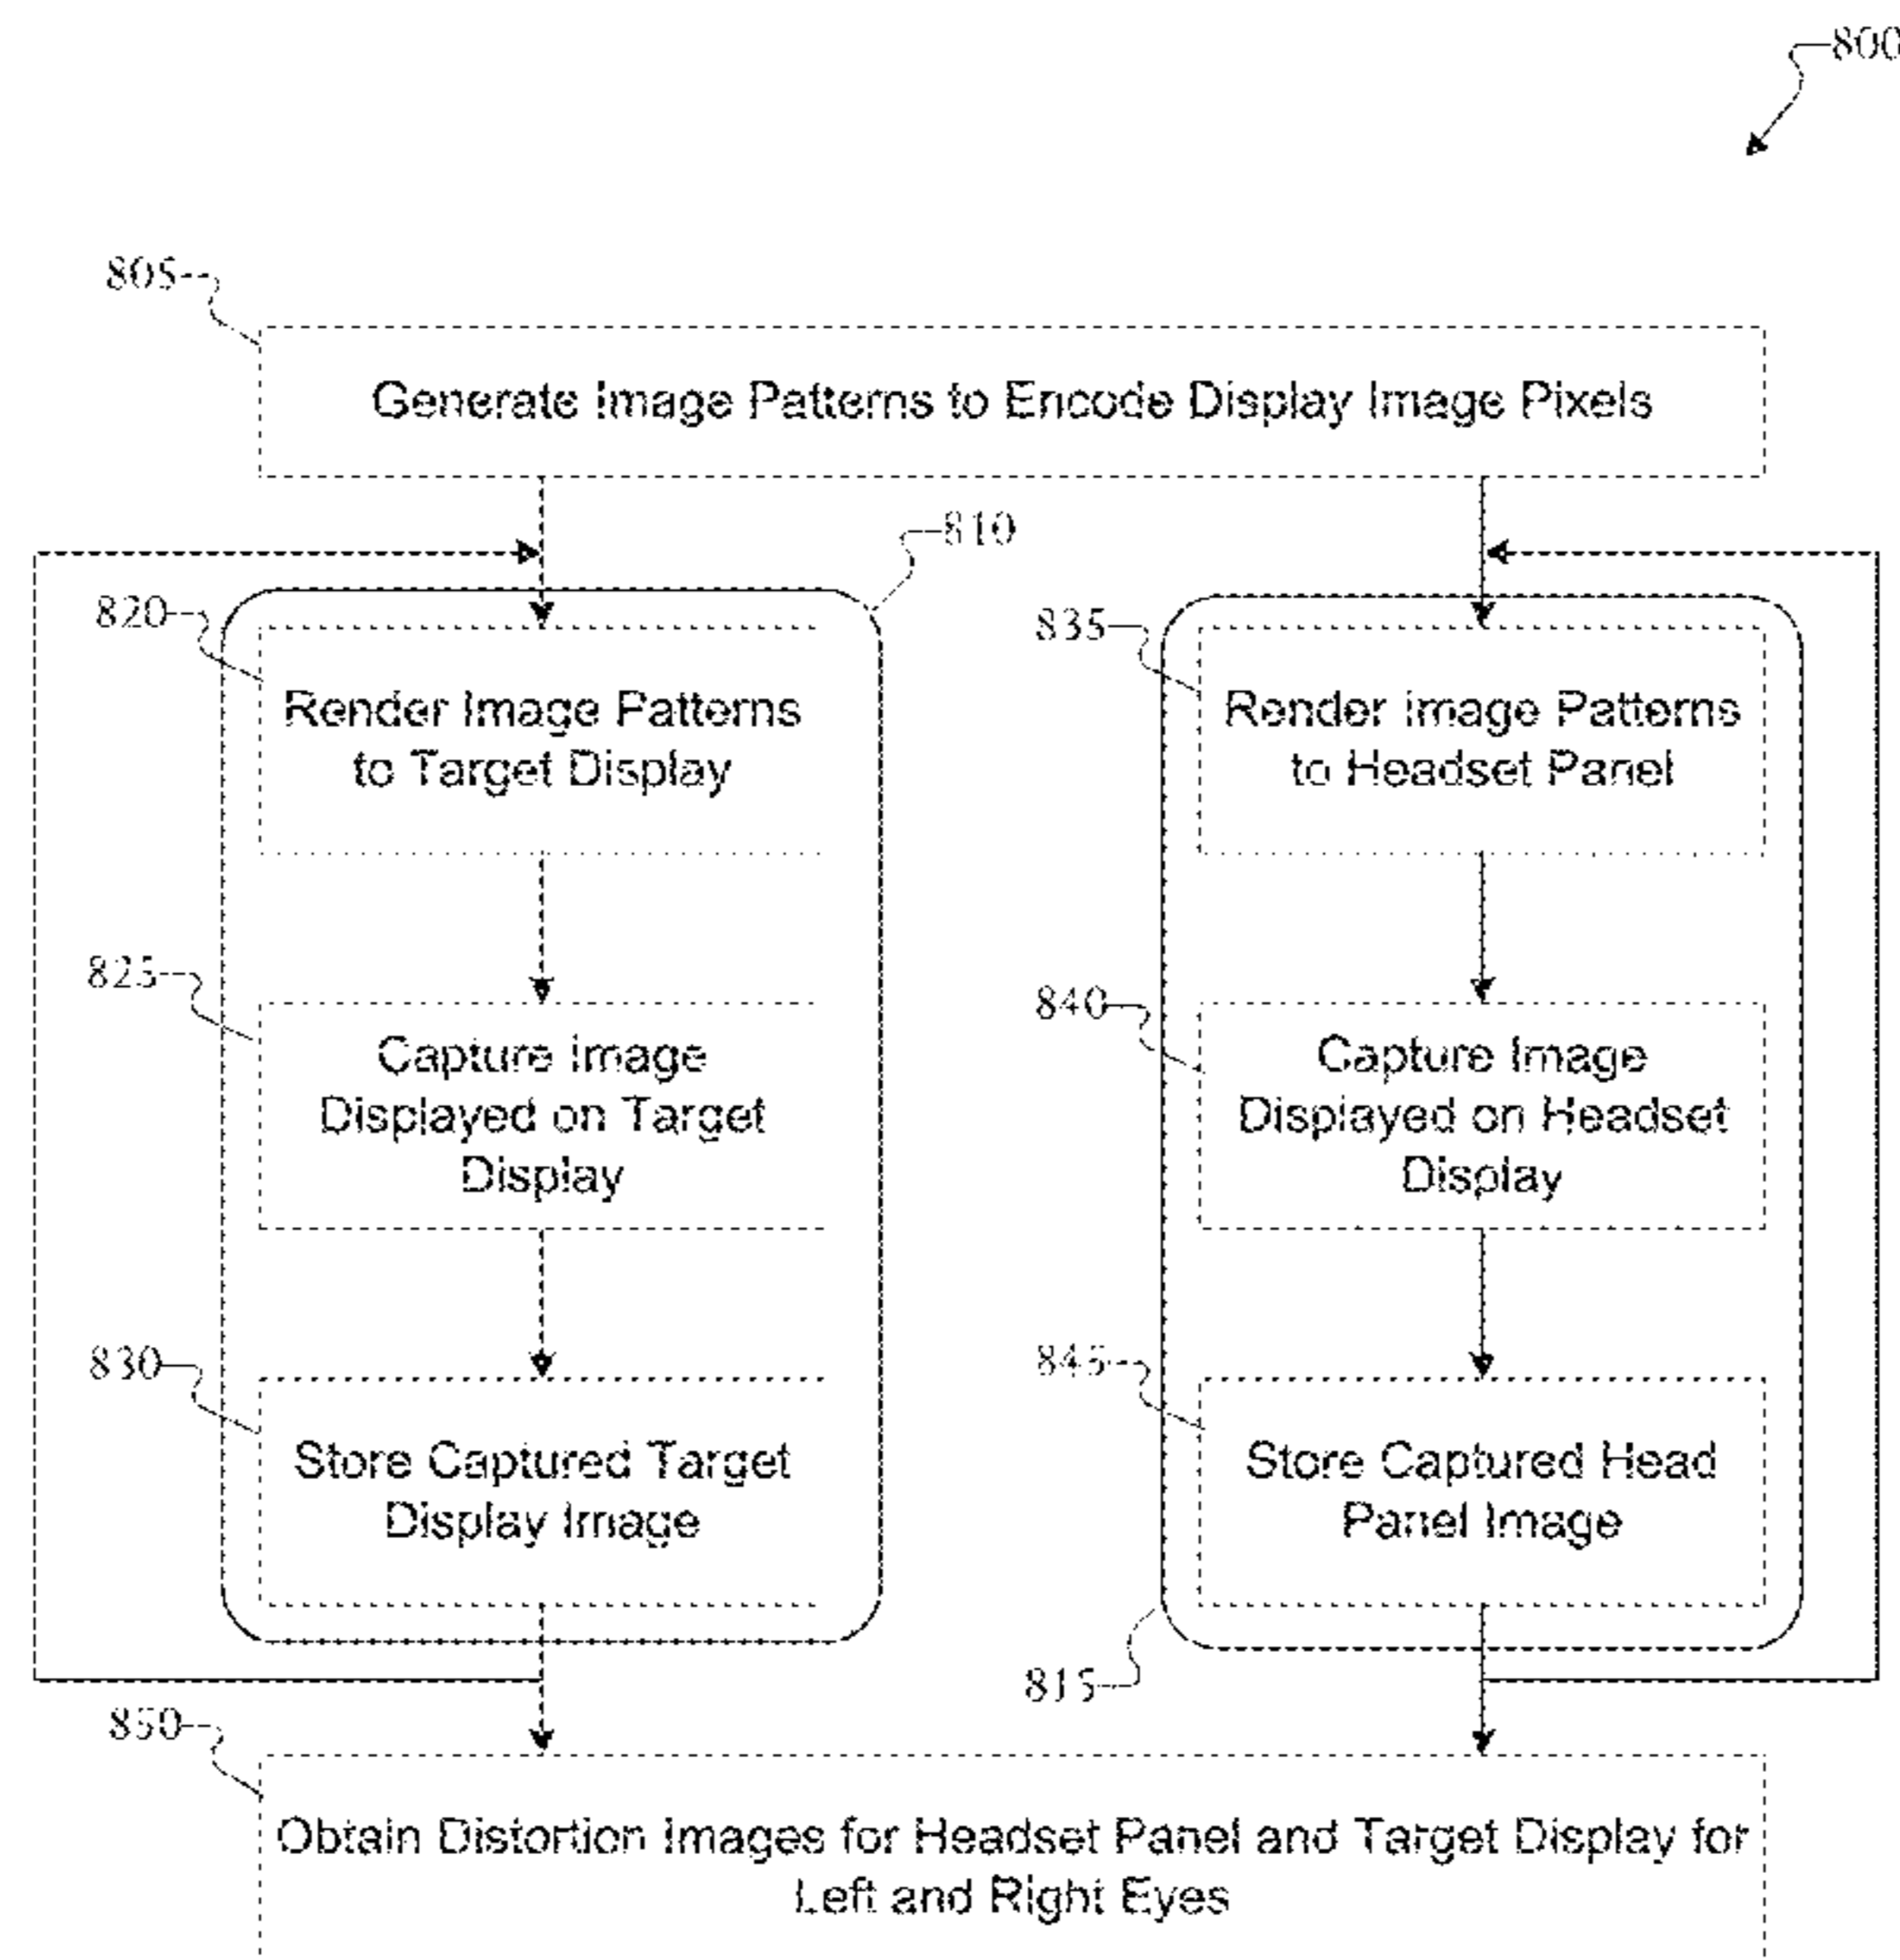 800
805
Generate Image Patterns to Encode Display Image Pixels
810
820
Render Image Patterns
to Target Display
835
Render Image Patterns
to Headset Panel
825
Capture Image
Displayed on Target
Display
840
Capture Image
Displayed on Headset
Display
830
Store Captured Target
Display Image
845
Store Captured Head
Panel Image
815
850
Obtain Distortion Images for Headset Panel and Target Display for
Left and Right Eyes